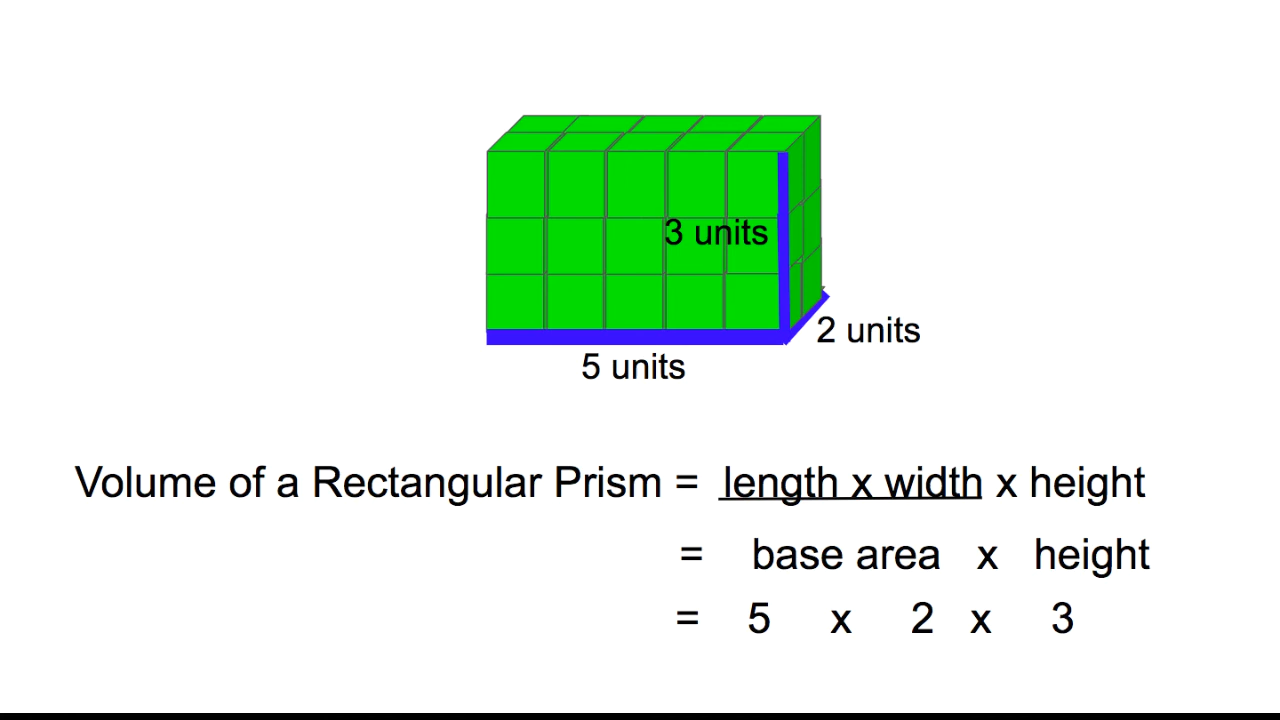 3 units
2 units
5 units
Volume of a Rectangular Prism = length x width x height
= base area x height
= 5 x 2 x 3